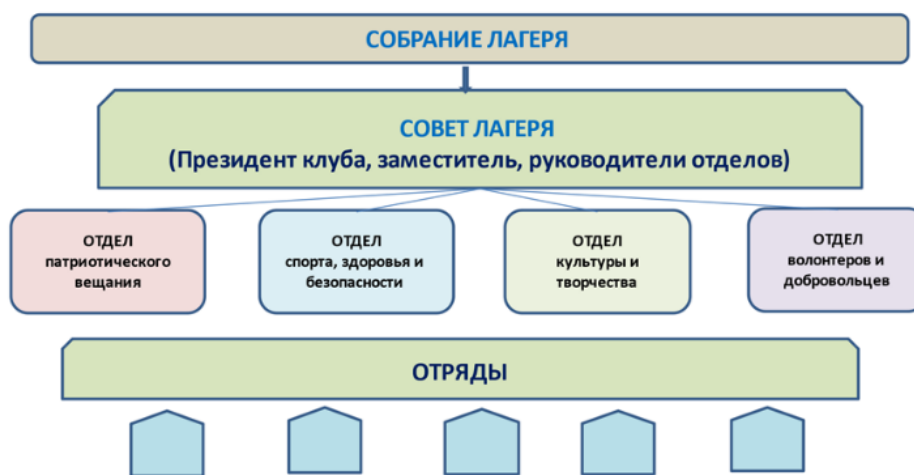 СОБРАНИЕ ЛАГЕРЯ
СОВЕТ ЛАГЕРЯ
(Президент клуба, заместитель, руководители отделов)
ОТДЕЛ
патриотического
вещания
ОТДЕЛ
спорта, здоровья и
безопасности
ОТДЕЛ
культуры и
творчества
ОТДЕЛ
волонтеров и
добровольцев
ОТРЯДЫ